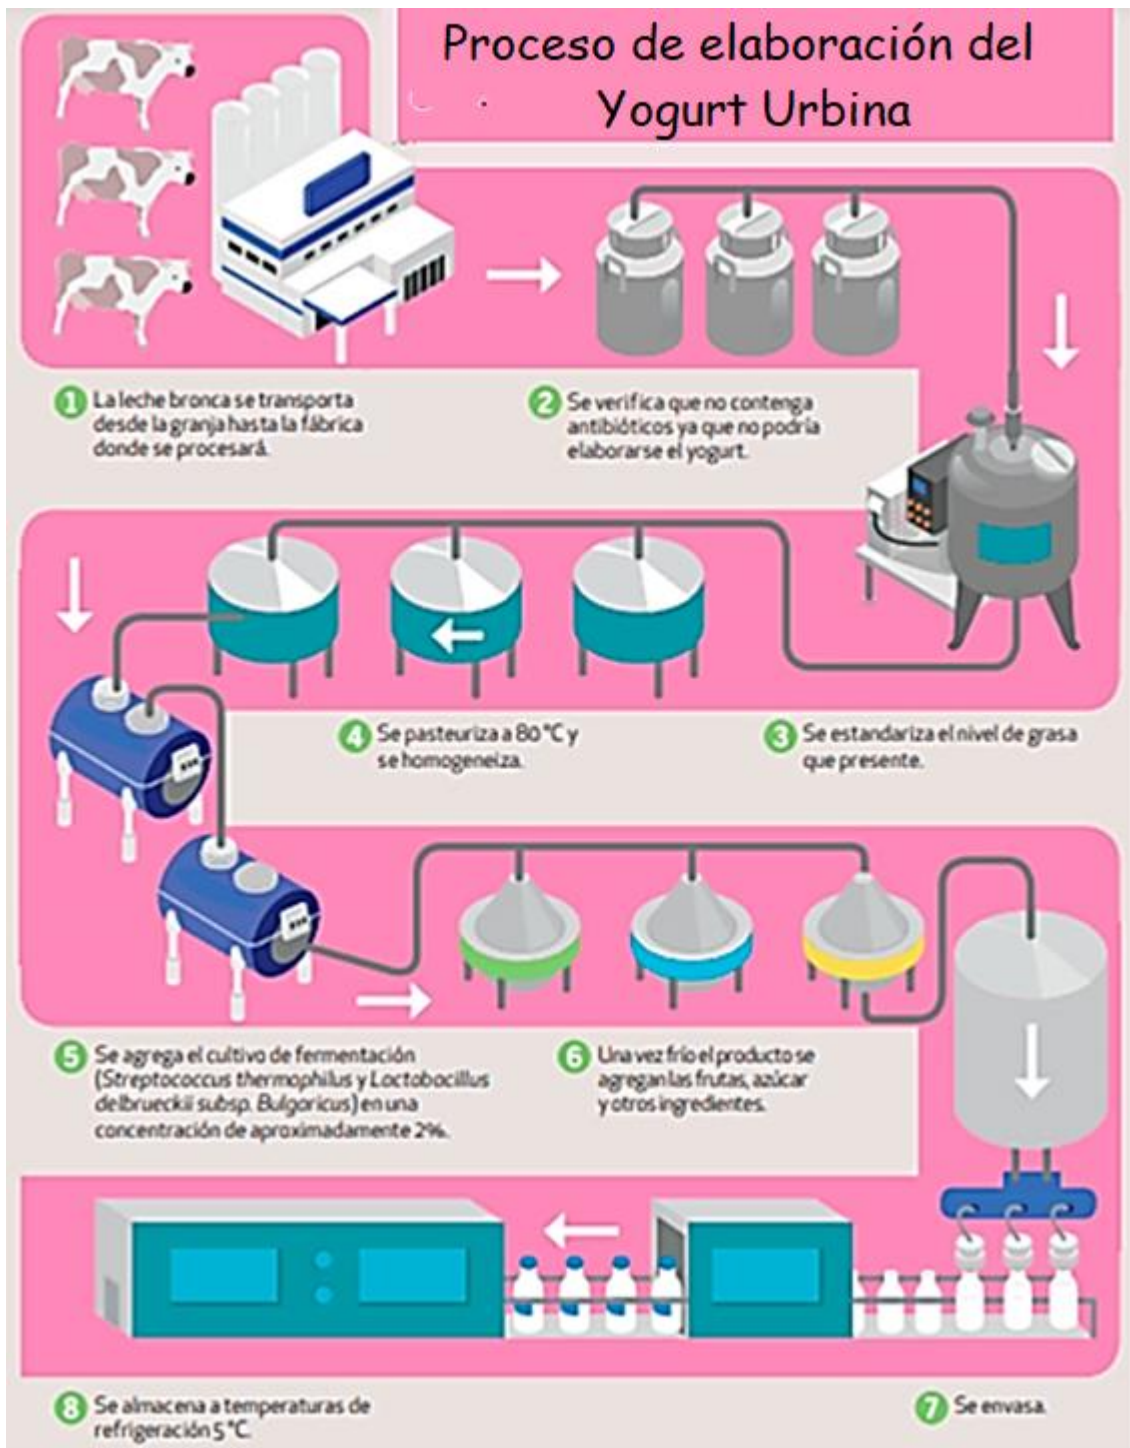 Proceso de elaboración del
Yogurt Urbina
1 La leche bronca se transporta
desde la granja hasta la fábrica
donde se procesará.
2 Se verifica que no contenga
antibióticos ya que no podría
elaborarse el yogurt.
3 Se estandariza el nivel de grasa
que presente.
4 Se pasteuriza a 80 °C y
se homogeneiza.
5 Se agrega el cultivo de fermentación
(Streptococcus thermophilus y Lactobacillus
delbrueckii subsp. Bulgaricus) en una
concentración de aproximadamente 2%.
6 Una vez frío el producto se
agregan las frutas, azúcar
y otros ingredientes.
7 Se envasa.
8 Se almacena a temperaturas de
refrigeración 5 °C.